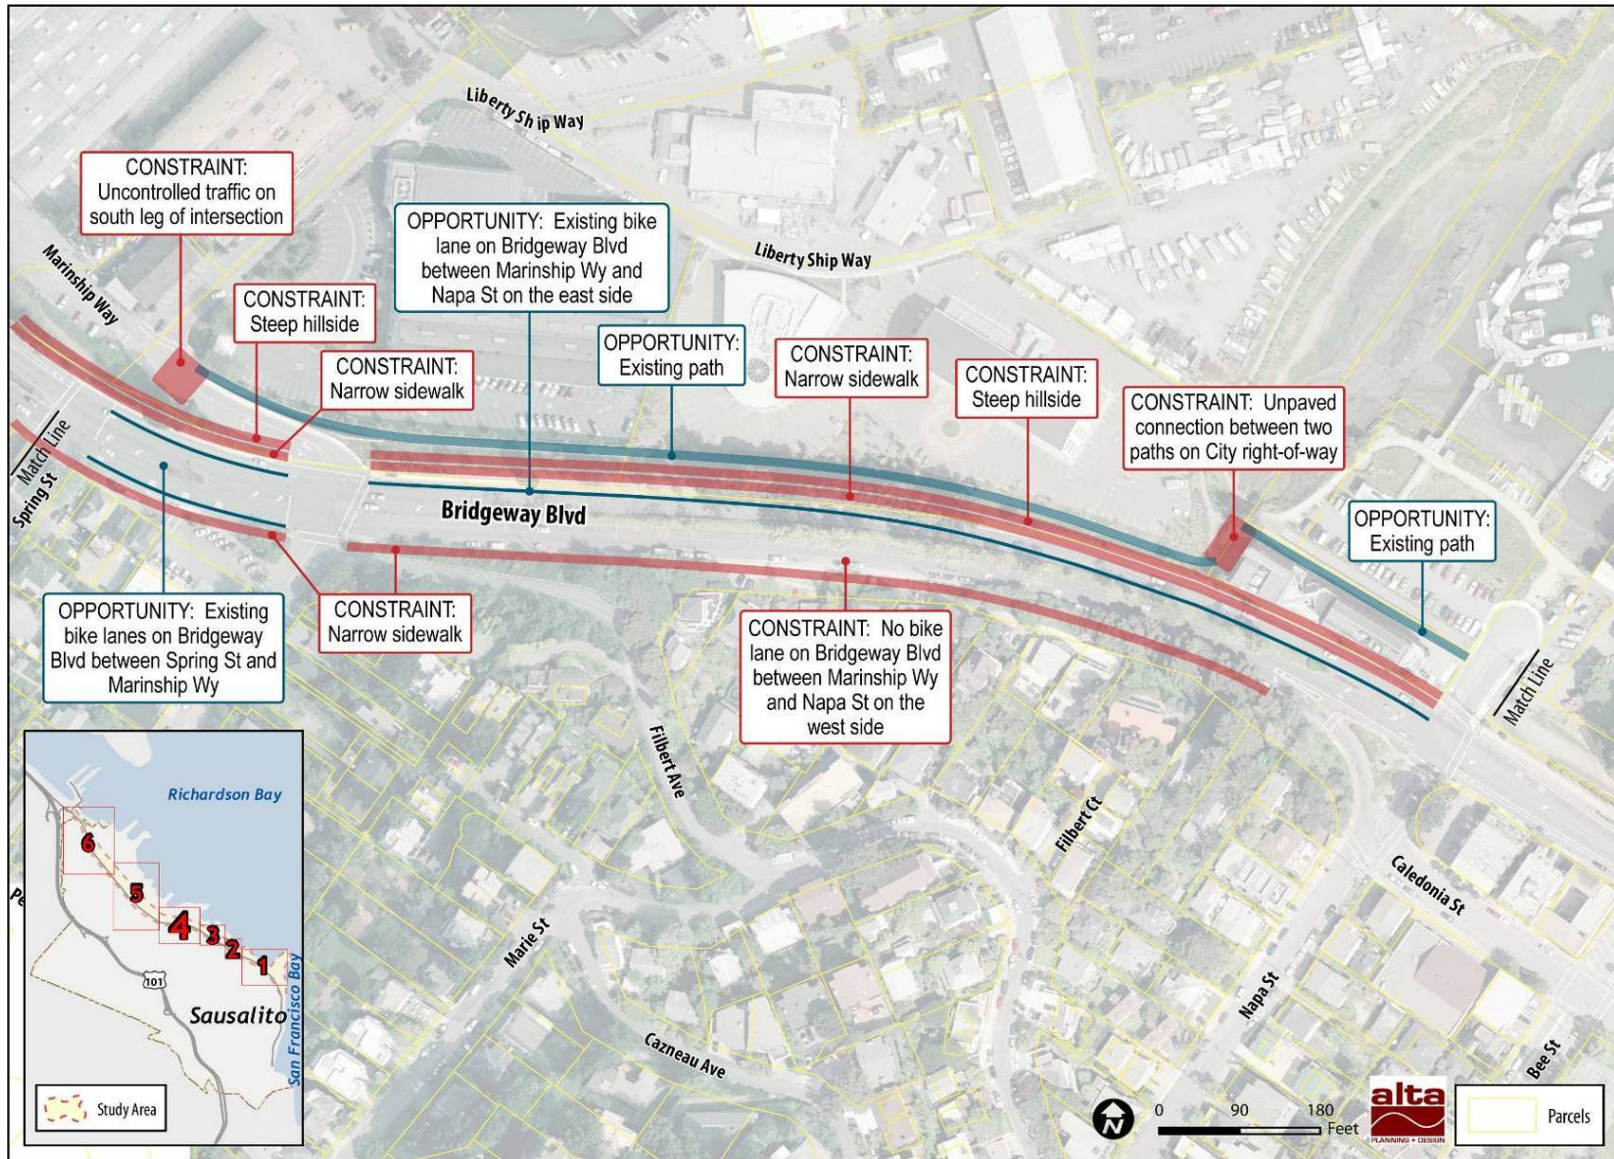 Liberty Ship Way
CONSTRAINT:
Uncontrolled traffic on
south leg of intersection
OPPORTUNITY: Existing bike
lane on Bridgeway Blvd
between Marinship Wy and
Napa St on the east side
Liberty Ship Way
Marinship Way
CONSTRAINT:
Steep hillside
CONSTRAINT:
Narrow sidewalk
OPPORTUNITY:
Existing path
CONSTRAINT:
Narrow sidewalk
CONSTRAINT:
Steep hillside
CONSTRAINT: Unpaved
connection between two
paths on City right-of-way
Match Line
Spring St
Bridgeway Blvd
OPPORTUNITY:
Existing path
OPPORTUNITY: Existing
bike lanes on Bridgeway
Blvd between Spring St and
Marinship Wy
CONSTRAINT:
Narrow sidewalk
CONSTRAINT: No bike
lane on Bridgeway Blvd
between Marinship Wy
and Napa St on the
west side
Match Line
Filbert Ave
Filbert Ct
Caledonia St
Marie St
Napa St
Cazneau Ave
Bee St
Pe
Richardson Bay
6
5
4
3
2
1
101
Sausalito
San Francisco Bay
Study Area
N
0 90 180
Feet
alta
PLANNING + DESIGN
Parcels